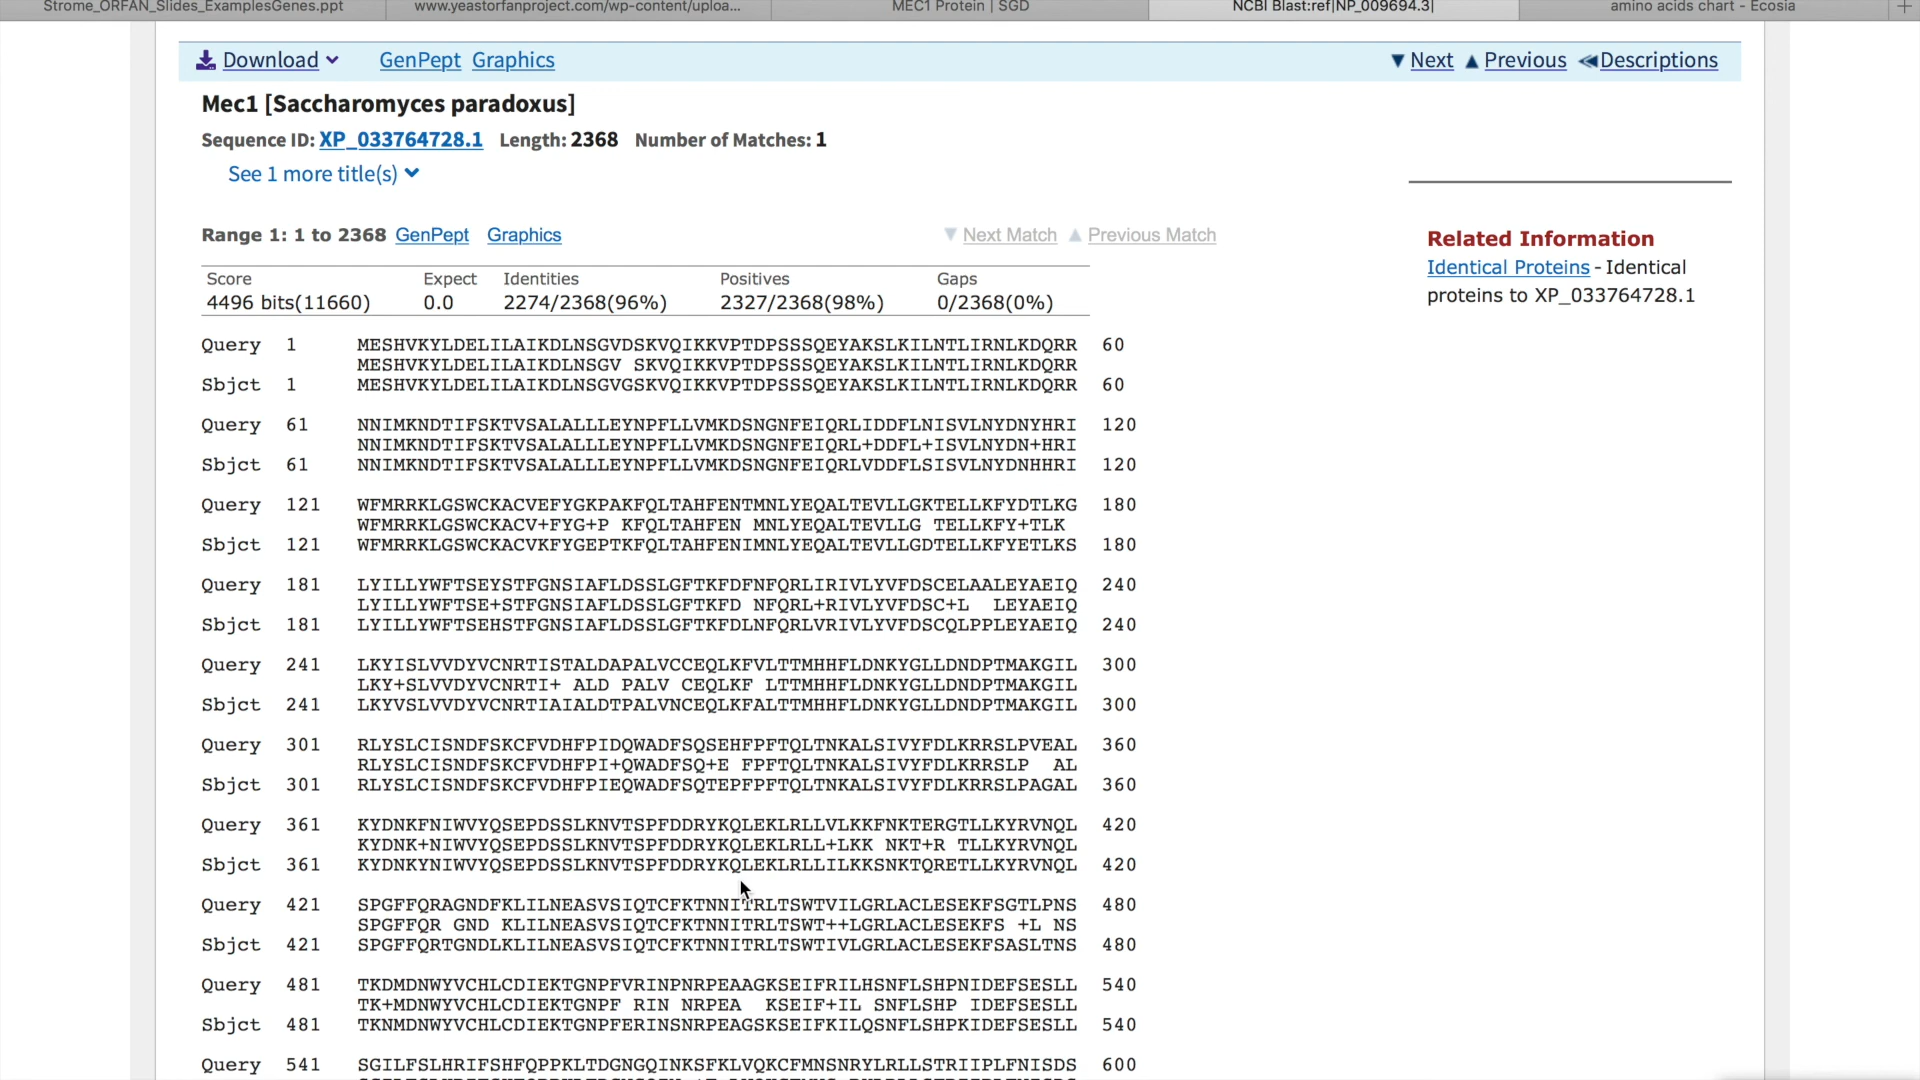 Strome_ORFAN_Slides_ExamplesGenes.ppt www.yeastorfanproject.com/wp-content/uploa... MEC1 Protein | SGD NCBI Blast:ref|NP_009694.3| amino acids chart - Ecosia +
Download GenPept Graphics Next Previous Descriptions
Mec1 [Saccharomyces paradoxus]
Sequence ID: XP_033764728.1 Length: 2368 Number of Matches: 1
See 1 more title(s)
Range 1: 1 to 2368 GenPept Graphics Next Match Previous Match
Related Information
Identical Proteins - Identical
proteins to XP_033764728.1
Score Expect Identities Positives Gaps
4496 bits(11660) 0.0 2274/2368(96%) 2327/2368(98%) 0/2368(0%)
Query 1 MESHVKYLDELILAIKDLNSGVDSKVQIKKVPTDPSSSQEYAKSLKILNTLIRNLKDQRR 60
MESHVKYLDELILAIKDLNSGV SKVQIKKVPTDPSSSQEYAKSLKILNTLIRNLKDQRR
Sbjct 1 MESHVKYLDELILAIKDLNSGVGSKVQIKKVPTDPSSSQEYAKSLKILNTLIRNLKDQRR 60
Query 61 NNIMKNDTIFSKTVSALALLLEYNPFLLVMKDSNGNFEIQRLIDDFLNISVLNYDNYHRI 120
NNIMKNDTIFSKTVSALALLLEYNPFLLVMKDSNGNFEIQRL+DDFL+ISVLNYDN+HRI
Sbjct 61 NNIMKNDTIFSKTVSALALLLEYNPFLLVMKDSNGNFEIQRLVDDFLSISVLNYDNHHRI 120
Query 121 WFMRRKLGSWCKACVEFYGKPAKFQLTAHFENTMNLYEQALTEVLLGKTELLKFYDTLKG 180
WFMRRKLGSWCKACV+FYG+P KFQLTAHFEN MNLYEQALTEVLLG TELLKFY+TLK
Sbjct 121 WFMRRKLGSWCKACVKFYGEPTKFQLTAHFENIMNLYEQALTEVLLGDTELLKFYETLKS 180
Query 181 LYILLYWFTSEYSTFGNSIAFLDSSLGFTKFDFNFQRLIRIVLYVFDSCELAALEYAEIQ 240
LYILLYWFTSE+STFGNSIAFLDSSLGFTKFD NFQRL+RIVLYVFDSC+L  LEYAEIQ
Sbjct 181 LYILLYWFTSEHSTFGNSIAFLDSSLGFTKFDLNFQRLVRIVLYVFDSCQLPPLEYAEIQ 240
Query 241 LKYISLVVDYVCNRTISTALDAPALVCCEQLKFVLTTMHHFLDNKYGLLDNDPTMAKGIL 300
LKY+SLVVDYVCNRTI+ ALD PALV CEQLKF LTTMHHFLDNKYGLLDNDPTMAKGIL
Sbjct 241 LKYVSLVVDYVCNRTIAIALDTPALVNCEQLKFALTTMHHFLDNKYGLLDNDPTMAKGIL 300
Query 301 RLYSLCISNDFSKCFVDHFPIDQWADFSQSEHFPFTQLTNKALSIVYFDLKRRSLPVEAL 360
RLYSLCISNDFSKCFVDHFPI+QWADFSQ+E FPFTQLTNKALSIVYFDLKRRSLP  AL
Sbjct 301 RLYSLCISNDFSKCFVDHFPIEQWADFSQTEPFPFTQLTNKALSIVYFDLKRRSLPAGAL 360
Query 361 KYDNKFNIWVYQSEPDSSLKNVTSPFDDRYKQLEKLRLLVLKKFNKTERGTLLKYRVNQL 420
KYDNK+NIWVYQSEPDSSLKNVTSPFDDRYKQLEKLRLL+LKK NKT+R TLLKYRVNQL
Sbjct 361 KYDNKYNIWVYQSEPDSSLKNVTSPFDDRYKQLEKLRLLILKKSNKTQRETLLKYRVNQL 420
Query 421 SPGFFQRAGNDFKLILNEASVSIQTCFKTNNITRLTSWTVILGRLACLESEKFSGTLPNS 480
SPGFFQR GND KLILNEASVSIQTCFKTNNITRLTSWT++LGRLACLESEKFS +L NS
Sbjct 421 SPGFFQRTGNDLKLILNEASVSIQTCFKTNNITRLTSWTIVLGRLACLESEKFSASLTNS 480
Query 481 TKDMDNWYVCHLCDIEKTGNPFVRINPNRPEAAGKSEIFRILHSNFLSHPNIDEFSESLL 540
TK+MDNWYVCHLCDIEKTGNPF RIN NRPEA  KSEIF+IL SNFLSHP IDEFSESLL
Sbjct 481 TKNMDNWYVCHLCDIEKTGNPFERINSNRPEAGSKSEIFKILQSNFLSHPKIDEFSESLL 540
Query 541 SGILFSLHRIFSHFQPPKLTDGNGQINKSFKLVQKCFMNSNRYLRLLSTRIIPLFNISDS 600